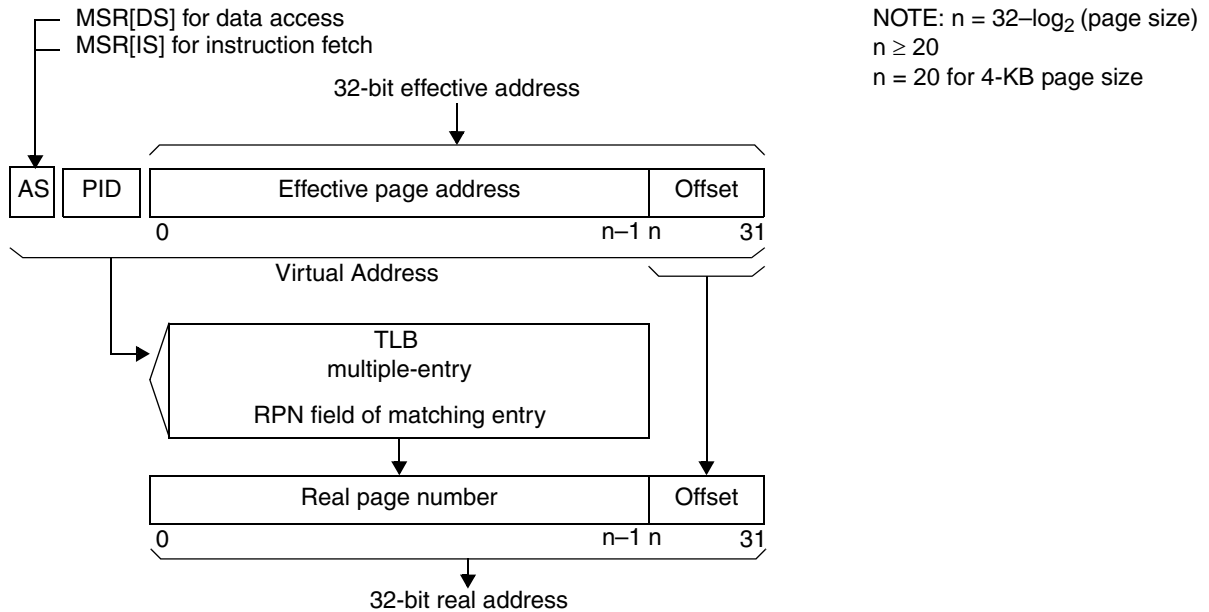 MSR[DS] for data access
MSR[IS] for instruction fetch
NOTE: n = 32–log2 (page size)
n ≥ 20
n = 20 for 4-KB page size
32-bit effective address
AS PID Effective page address Offset
0 n–1 n 31
Virtual Address
TLB
multiple-entry
RPN field of matching entry
Real page number Offset
0 n–1 n 31
32-bit real address